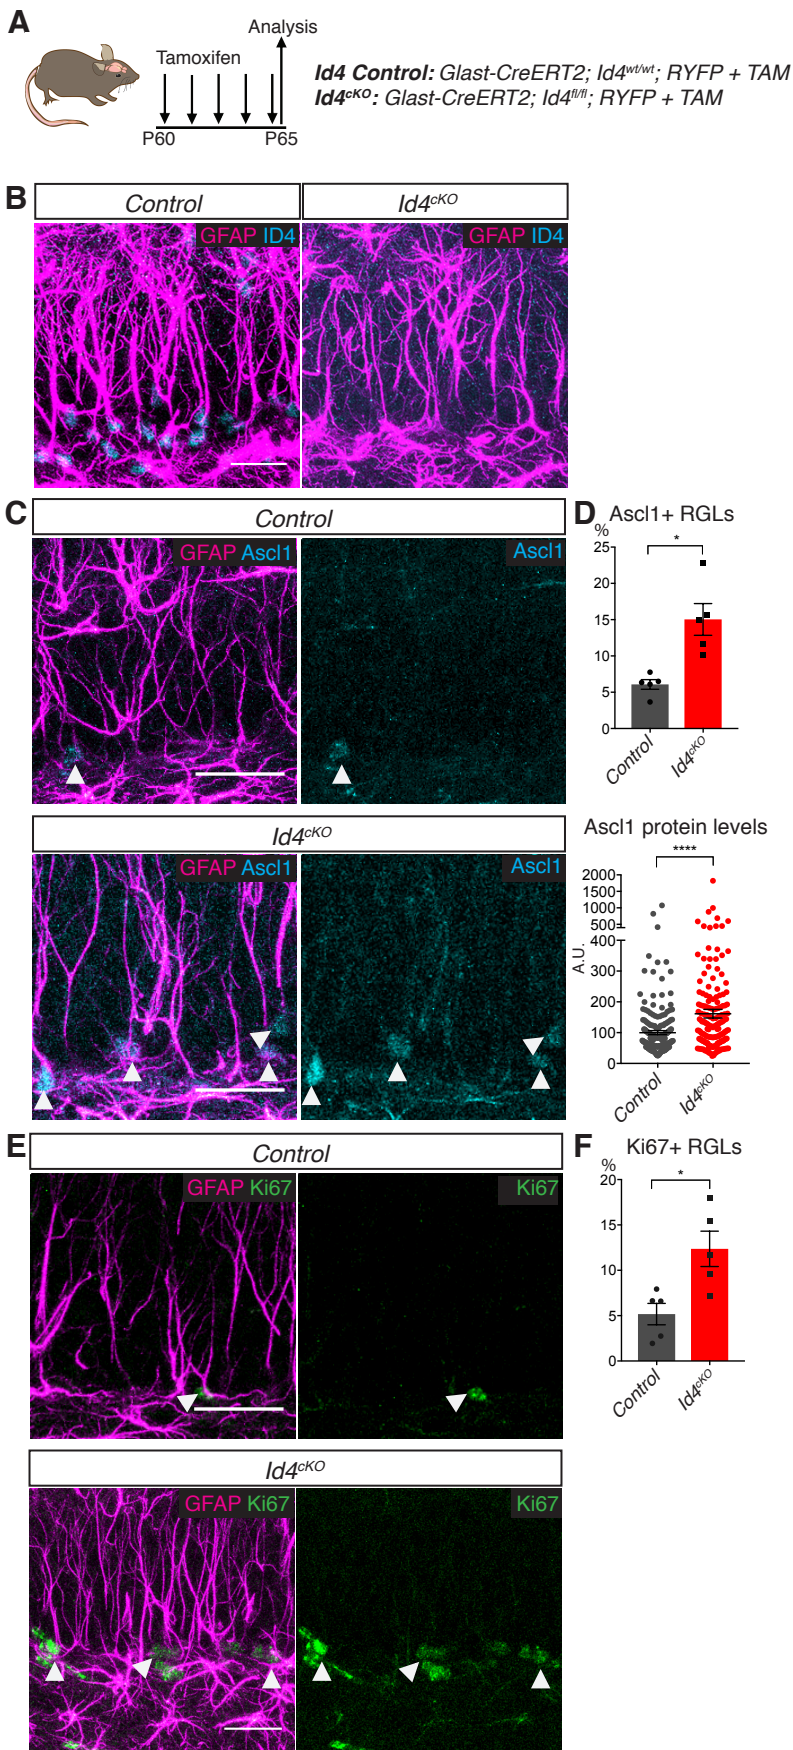 A
Analysis
Tamoxifen
P60 P65
Id4 Control: Glast-CreERT2; Id4wt/wt; RYFP + TAM
Id4cKO: Glast-CreERT2; Id4fl/fl; RYFP + TAM
B
Control Id4cKO
GFAP ID4 GFAP ID4
C
Control
GFAP Ascl1 Ascl1
Id4cKO
GFAP Ascl1 Ascl1
D Ascl1+ RGLs
%
25
20
15
10
5
0
*
Control Id4cKO
Ascl1 protein levels
****
2000
1500
1000
500
400
300
200
100
0
A.U.
Control Id4cKO
E
Control
GFAP Ki67 Ki67
Id4cKO
GFAP Ki67 Ki67
F Ki67+ RGLs
%
20
15
10
5
0
*
Control Id4cKO